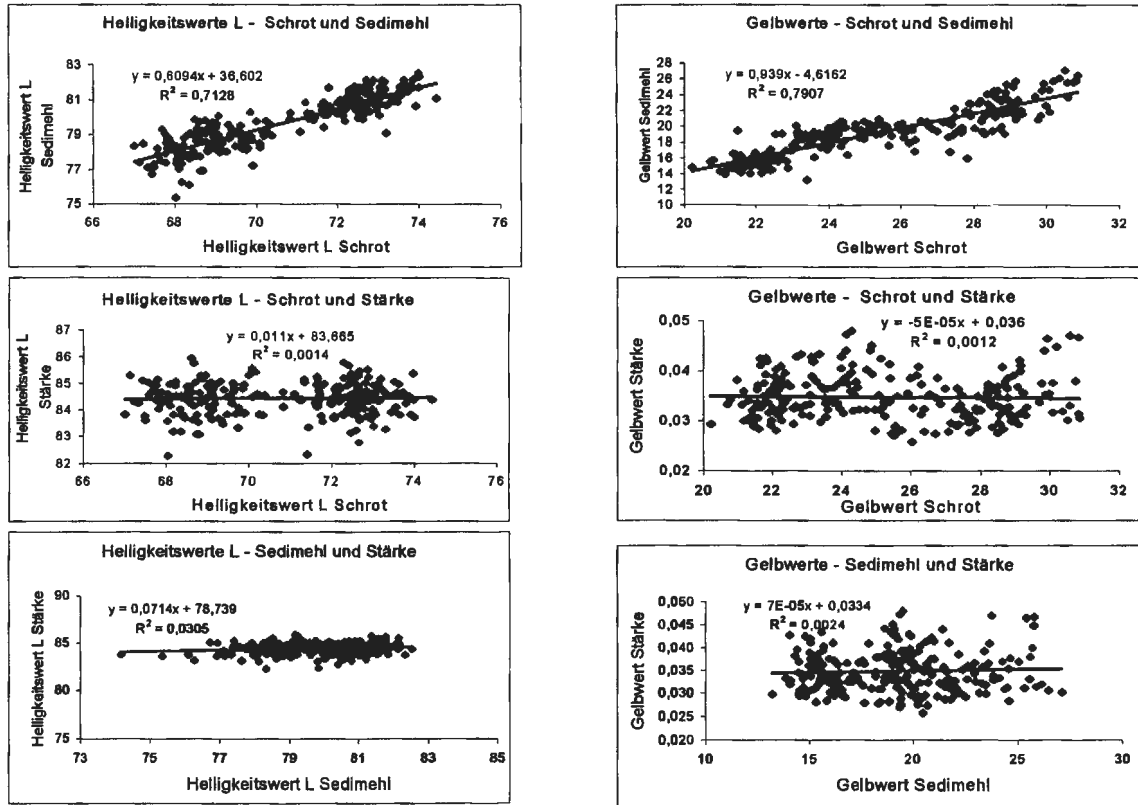 Helligkeitswerte L - Schrot und Sedimehl
y = 0,6094x + 36,602
R² = 0,7128
Helligkeitswert L
Sedimehl
83
81
79
77
75
66 68 70 72 74 76
Helligkeitswert L Schrot
Gelbwerte - Schrot und Sedimehl
y = 0,939x - 4,6162
R² = 0,7907
Gelbwert Sedimehl
28
26
24
22
20
18
16
14
12
10
20 22 24 26 28 30 32
Gelbwert Schrot
Helligkeitswerte L - Schrot und Stärke
y = 0,011x + 83,665
R² = 0,0014
Helligkeitswert L
Stärke
87
86
85
84
83
82
66 68 70 72 74 76
Helligkeitswert L Schrot
Gelbwerte - Schrot und Stärke
y = -5E-05x + 0,036
R² = 0,0012
Gelbwert Stärke
0,05
0,04
0,03
0,02
20 22 24 26 28 30 32
Gelbwert Schrot
Helligkeitswerte L - Sedimehl und Stärke
y = 0,0714x + 78,739
R² = 0,0305
Helligkeitswert L Stärke
90
85
80
75
73 75 77 79 81 83 85
Helligkeitswert L Sedimehl
Gelbwerte - Sedimehl und Stärke
y = 7E-05x + 0,0334
R² = 0,0024
Gelbwert Stärke
0,050
0,045
0,040
0,035
0,030
0,025
0,020
10 15 20 25 30
Gelbwert Sedimehl